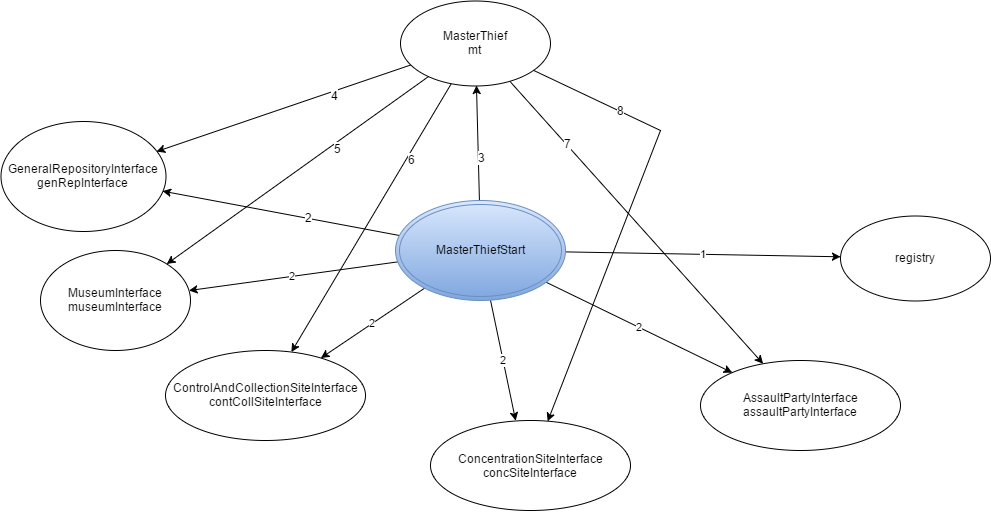 MasterThief
mt
8
4
7
5
3
6
GeneralRepositoryInterface
genRepInterface
2
MasterThiefStart
1
registry
2
MuseumInterface
museumInterface
2
2
2
ControlAndCollectionSiteInterface
contCollSiteInterface
AssaultPartyInterface
assaultPartyInterface
ConcentrationSiteInterface
concSiteInterface